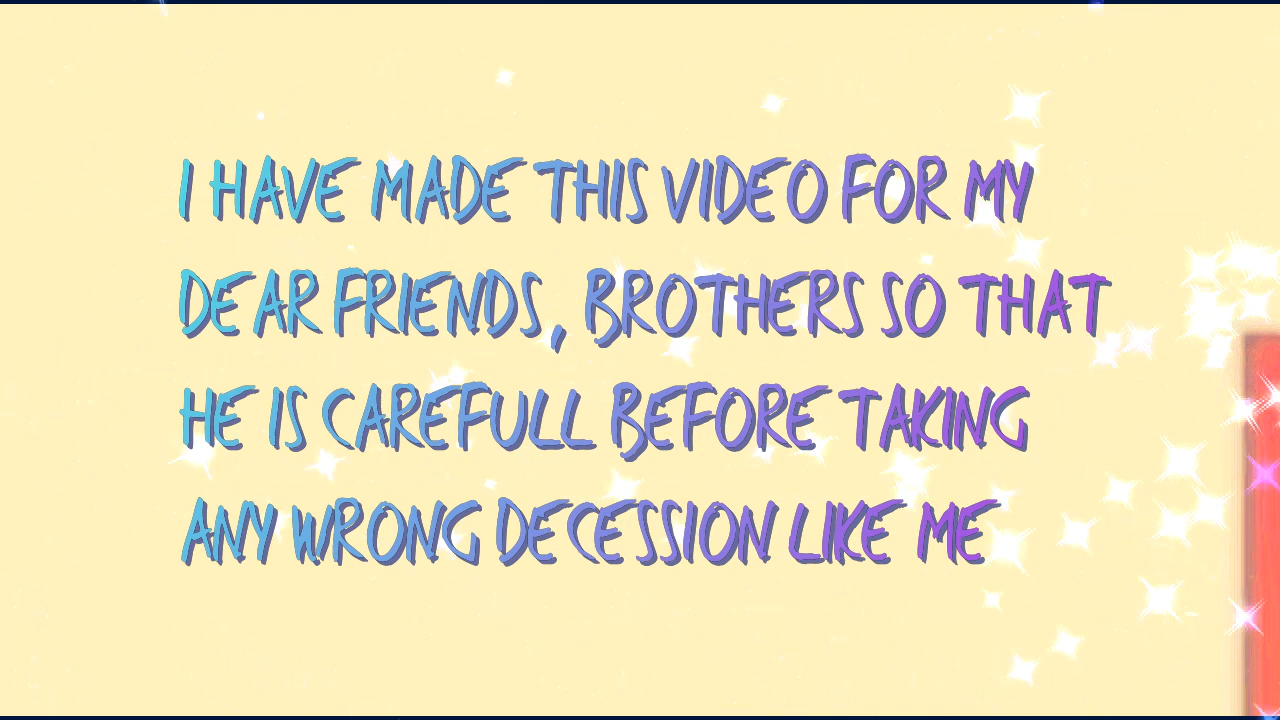 I HAVE MADE THIS VIDEO FOR MY
DEAR FRIENDS, BROTHERS SO THAT
HE IS CAREFULL BEFORE TAKING
ANY WRONG DECESSION LIKE ME